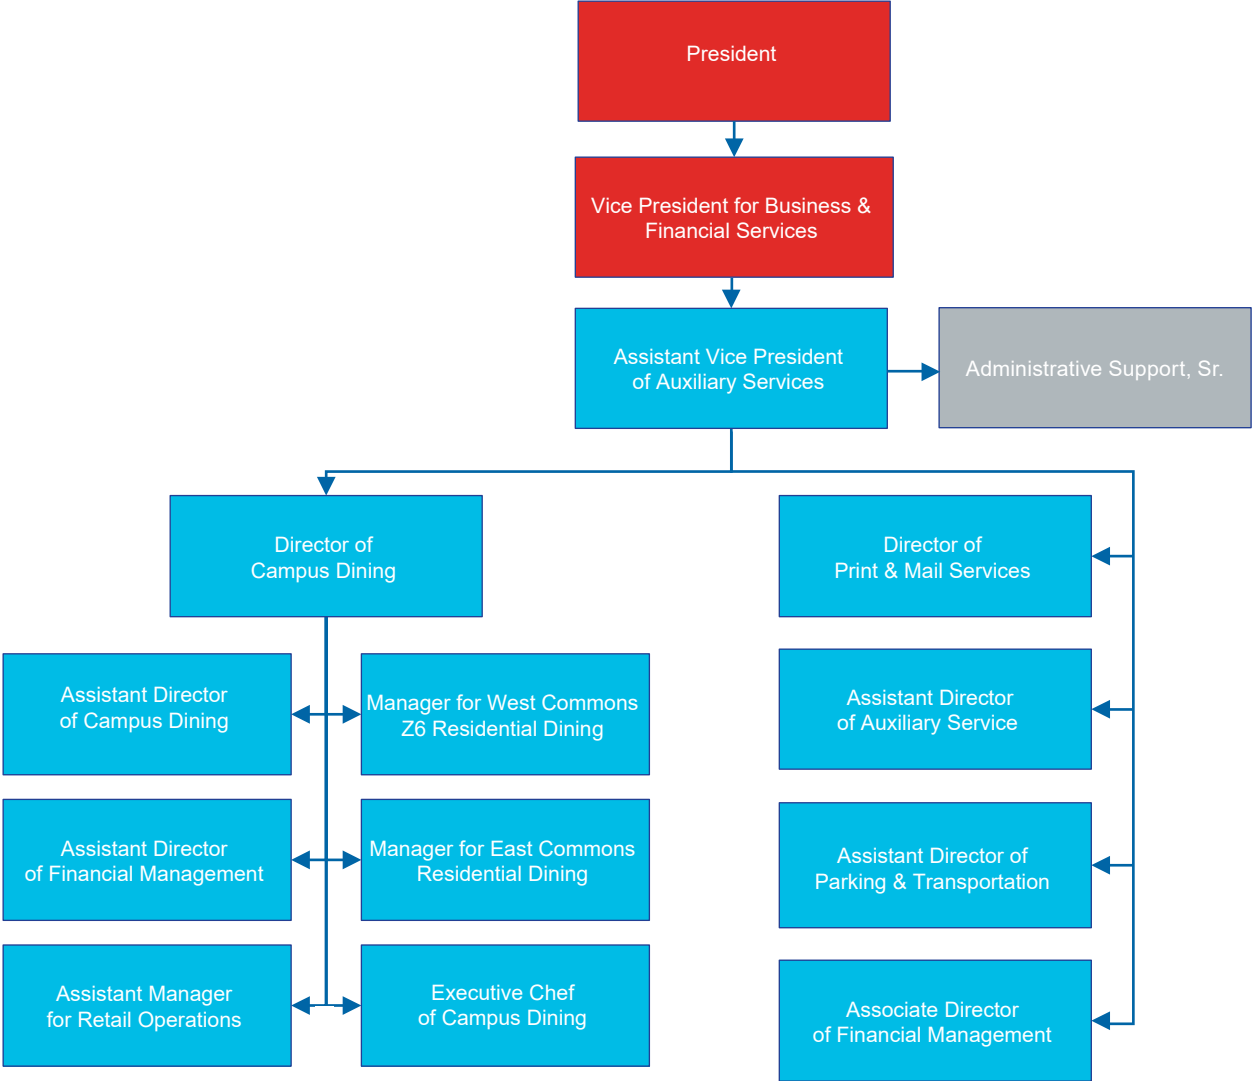 President
Vice President for Business &
Financial Services
Assistant Vice President
of Auxiliary Services
Administrative Support, Sr.
Director of
Campus Dining
Director of
Print & Mail Services
Assistant Director
of Campus Dining
Manager for West Commons
Z6 Residential Dining
Assistant Director
of Auxiliary Service
Assistant Director
of Financial Management
Manager for East Commons
Residential Dining
Assistant Director of
Parking & Transportation
Assistant Manager
for Retail Operations
Executive Chef
of Campus Dining
Associate Director
of Financial Management